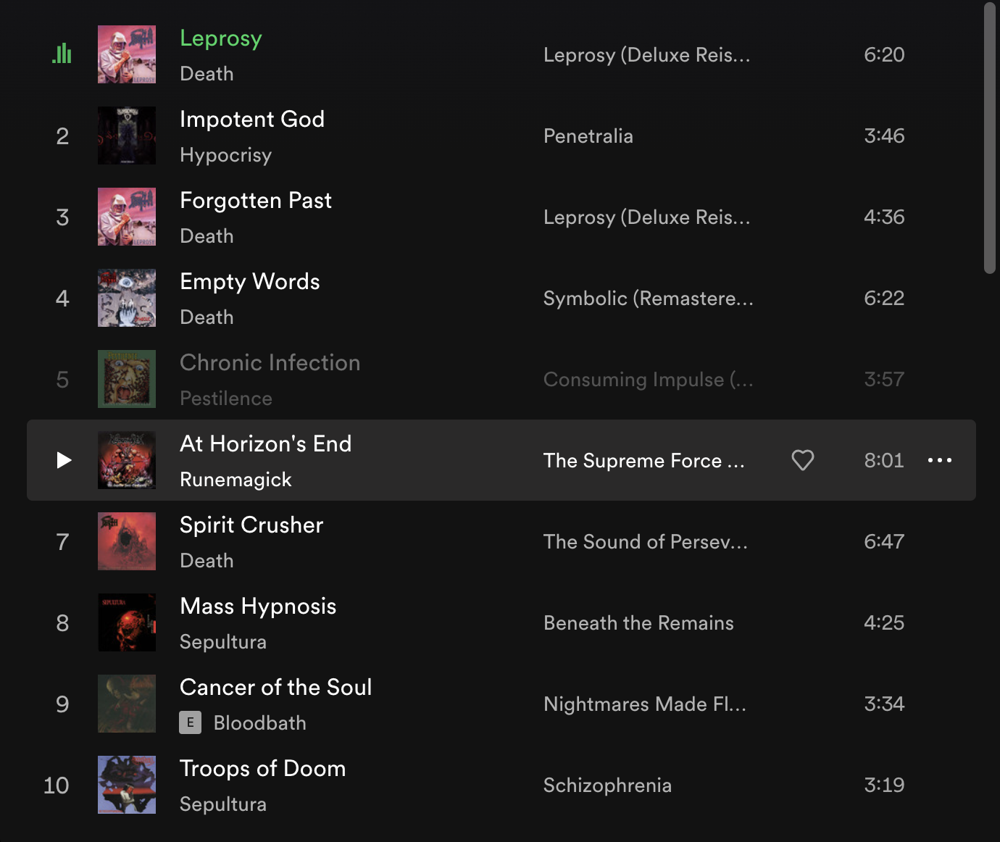 Leprosy
Death
Leprosy (Deluxe Reis...
6:20
2
Impotent God
Hypocrisy
Penetralia
3:46
3
Forgotten Past
Death
Leprosy (Deluxe Reis...
4:36
4
Empty Words
Death
Symbolic (Remastere...
6:22
5
Chronic Infection
Pestilence
Consuming Impulse (...
3:57
At Horizon's End
Runemagick
The Supreme Force ...
8:01
7
Spirit Crusher
Death
The Sound of Persev...
6:47
8
Mass Hypnosis
Sepultura
Beneath the Remains
4:25
9
Cancer of the Soul
E Bloodbath
Nightmares Made Fl...
3:34
10
Troops of Doom
Sepultura
Schizophrenia
3:19